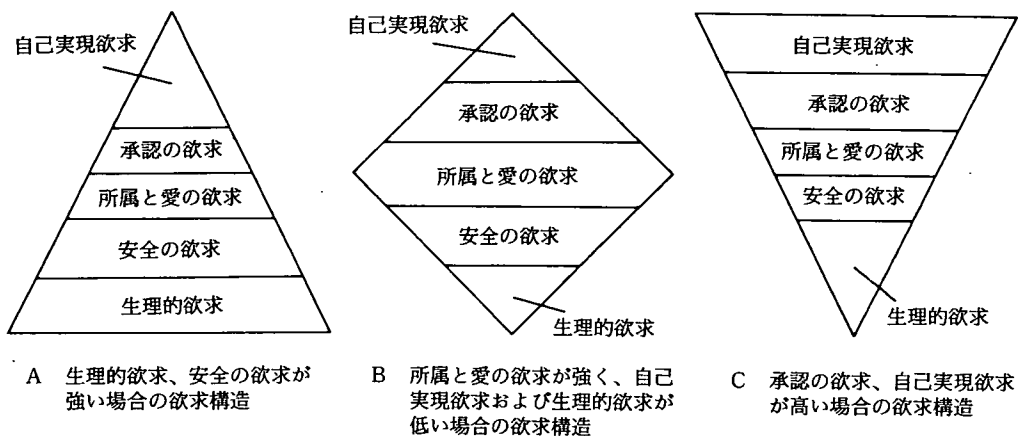 自己実現欲求
承認の欲求
所属と愛の欲求
安全の欲求
生理的欲求
A 生理的欲求、安全の欲求が
強い場合の欲求構造
自己実現欲求
承認の欲求
所属と愛の欲求
安全の欲求
生理的欲求
B 所属と愛の欲求が強く、自己
実現欲求および生理的欲求が
低い場合の欲求構造
自己実現欲求
承認の欲求
所属と愛の欲求
安全の欲求
生理的欲求
C 承認の欲求、自己実現欲求
が高い場合の欲求構造